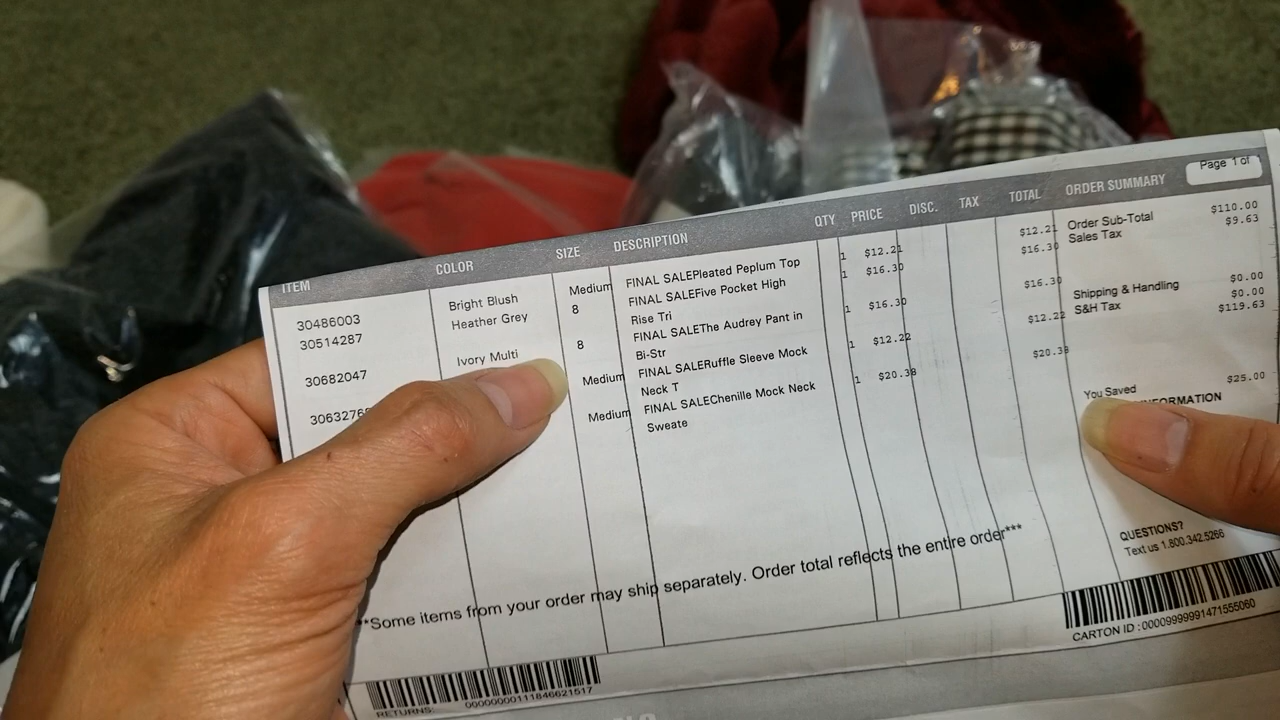 ITEM COLOR SIZE DESCRIPTION QTY PRICE DISC. TAX TOTAL ORDER SUMMARY Page 1 of
30486003 Bright Blush Medium FINAL SALEPleated Peplum Top 1 $12.21 $12.21
30514287 Heather Grey 8 FINAL SALEFive Pocket High 1 $16.30 $16.30
Rise Tri
30682047 Ivory Multi 8 FINAL SALEThe Audrey Pant in 1 $16.30 $16.30
Bi-Str
Medium FINAL SALERuffle Sleeve Mock 1 $12.22 $12.22
Neck T
Medium FINAL SALEChenille Mock Neck 1 $20.38 $20.38
Sweate
Order Sub-Total $110.00
Sales Tax $9.63
Shipping & Handling $0.00
S&H Tax $0.00
$119.63
You Saved $25.00
QUESTIONS?
Text us 1.800.342.5266
**Some items from your order may ship separately. Order total reflects the entire order***
CARTON ID :00009999991471555060
RETURNS: 00000000111846621517